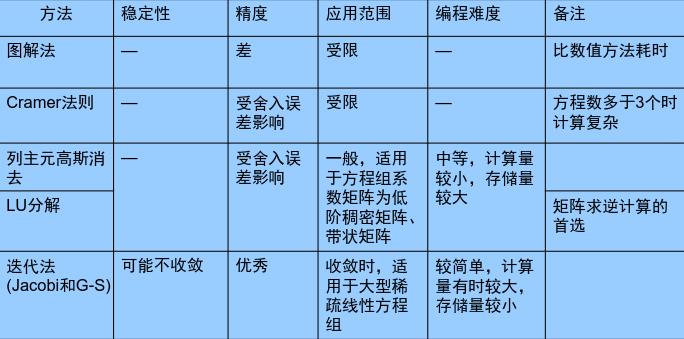 方法 稳定性 精度 应用范围 编程难度 备注
图解法 — 差 受限 — 比数值方法耗时
Cramer法则 — 受舍入误 受限 — 方程数多于3个时
差影响 计算复杂
列主元高斯消 — 受舍入误 一般，适用 中等，计算量
去 差影响 于方程组系 较小，存储量
数矩阵为低 较大
LU分解 阶稠密矩阵、 矩阵求逆计算的
带状矩阵 首选
迭代法 可能不收敛 优秀 收敛时，适 较简单，计算
(Jacobi和G-S) 用于大型稀 量有时较大，
疏线性方程 存储量较小
组